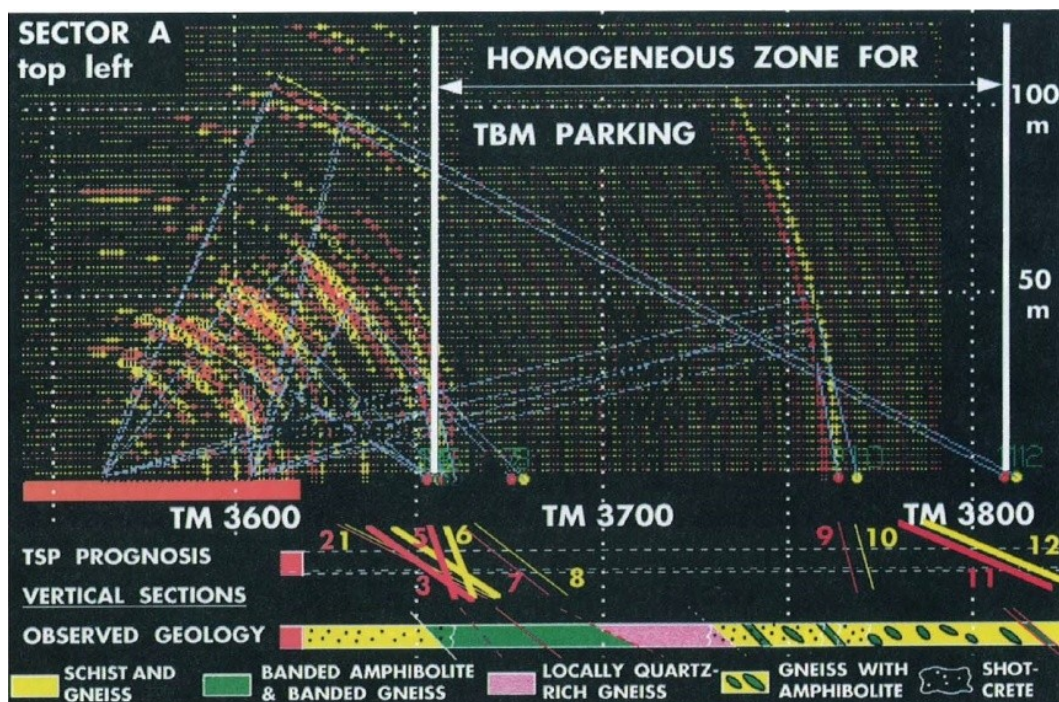 SECTOR A
top left
HOMOGENEOUS ZONE FOR
TBM PARKING
100
m
50
m
TM 3600
TM 3700
TM 3800
TSP PROGNOSIS
2 1 3 5 6 7 8 9 10 11 12
VERTICAL SECTIONS
OBSERVED GEOLOGY
SCHIST AND
GNEISS
BANDED AMPHIBOLITE
& BANDED GNEISS
LOCALLY QUARTZ-
RICH GNEISS
GNEISS WITH
AMPHIBOLITE
SHOT-
CRETE